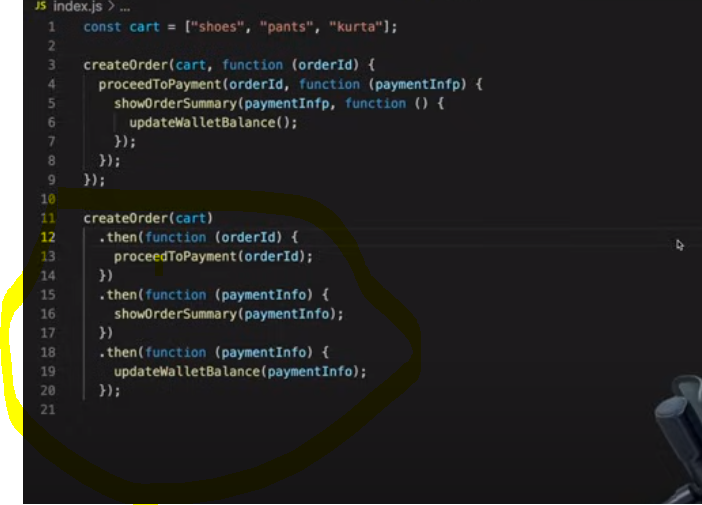 JS index.js > ...
1 const cart = ["shoes", "pants", "kurta"];
2
3 createOrder(cart, function (orderId) {
4 proceedToPayment(orderId, function (paymentInfp) {
5 showOrderSummary(paymentInfp, function () {
6 updateWalletBalance();
7 });
8 });
9 });
10
11 createOrder(cart)
12 .then(function (orderId) {
13 proceedToPayment(orderId);
14 })
15 .then(function (paymentInfo) {
16 showOrderSummary(paymentInfo);
17 })
18 .then(function (paymentInfo) {
19 updateWalletBalance(paymentInfo);
20 });
21